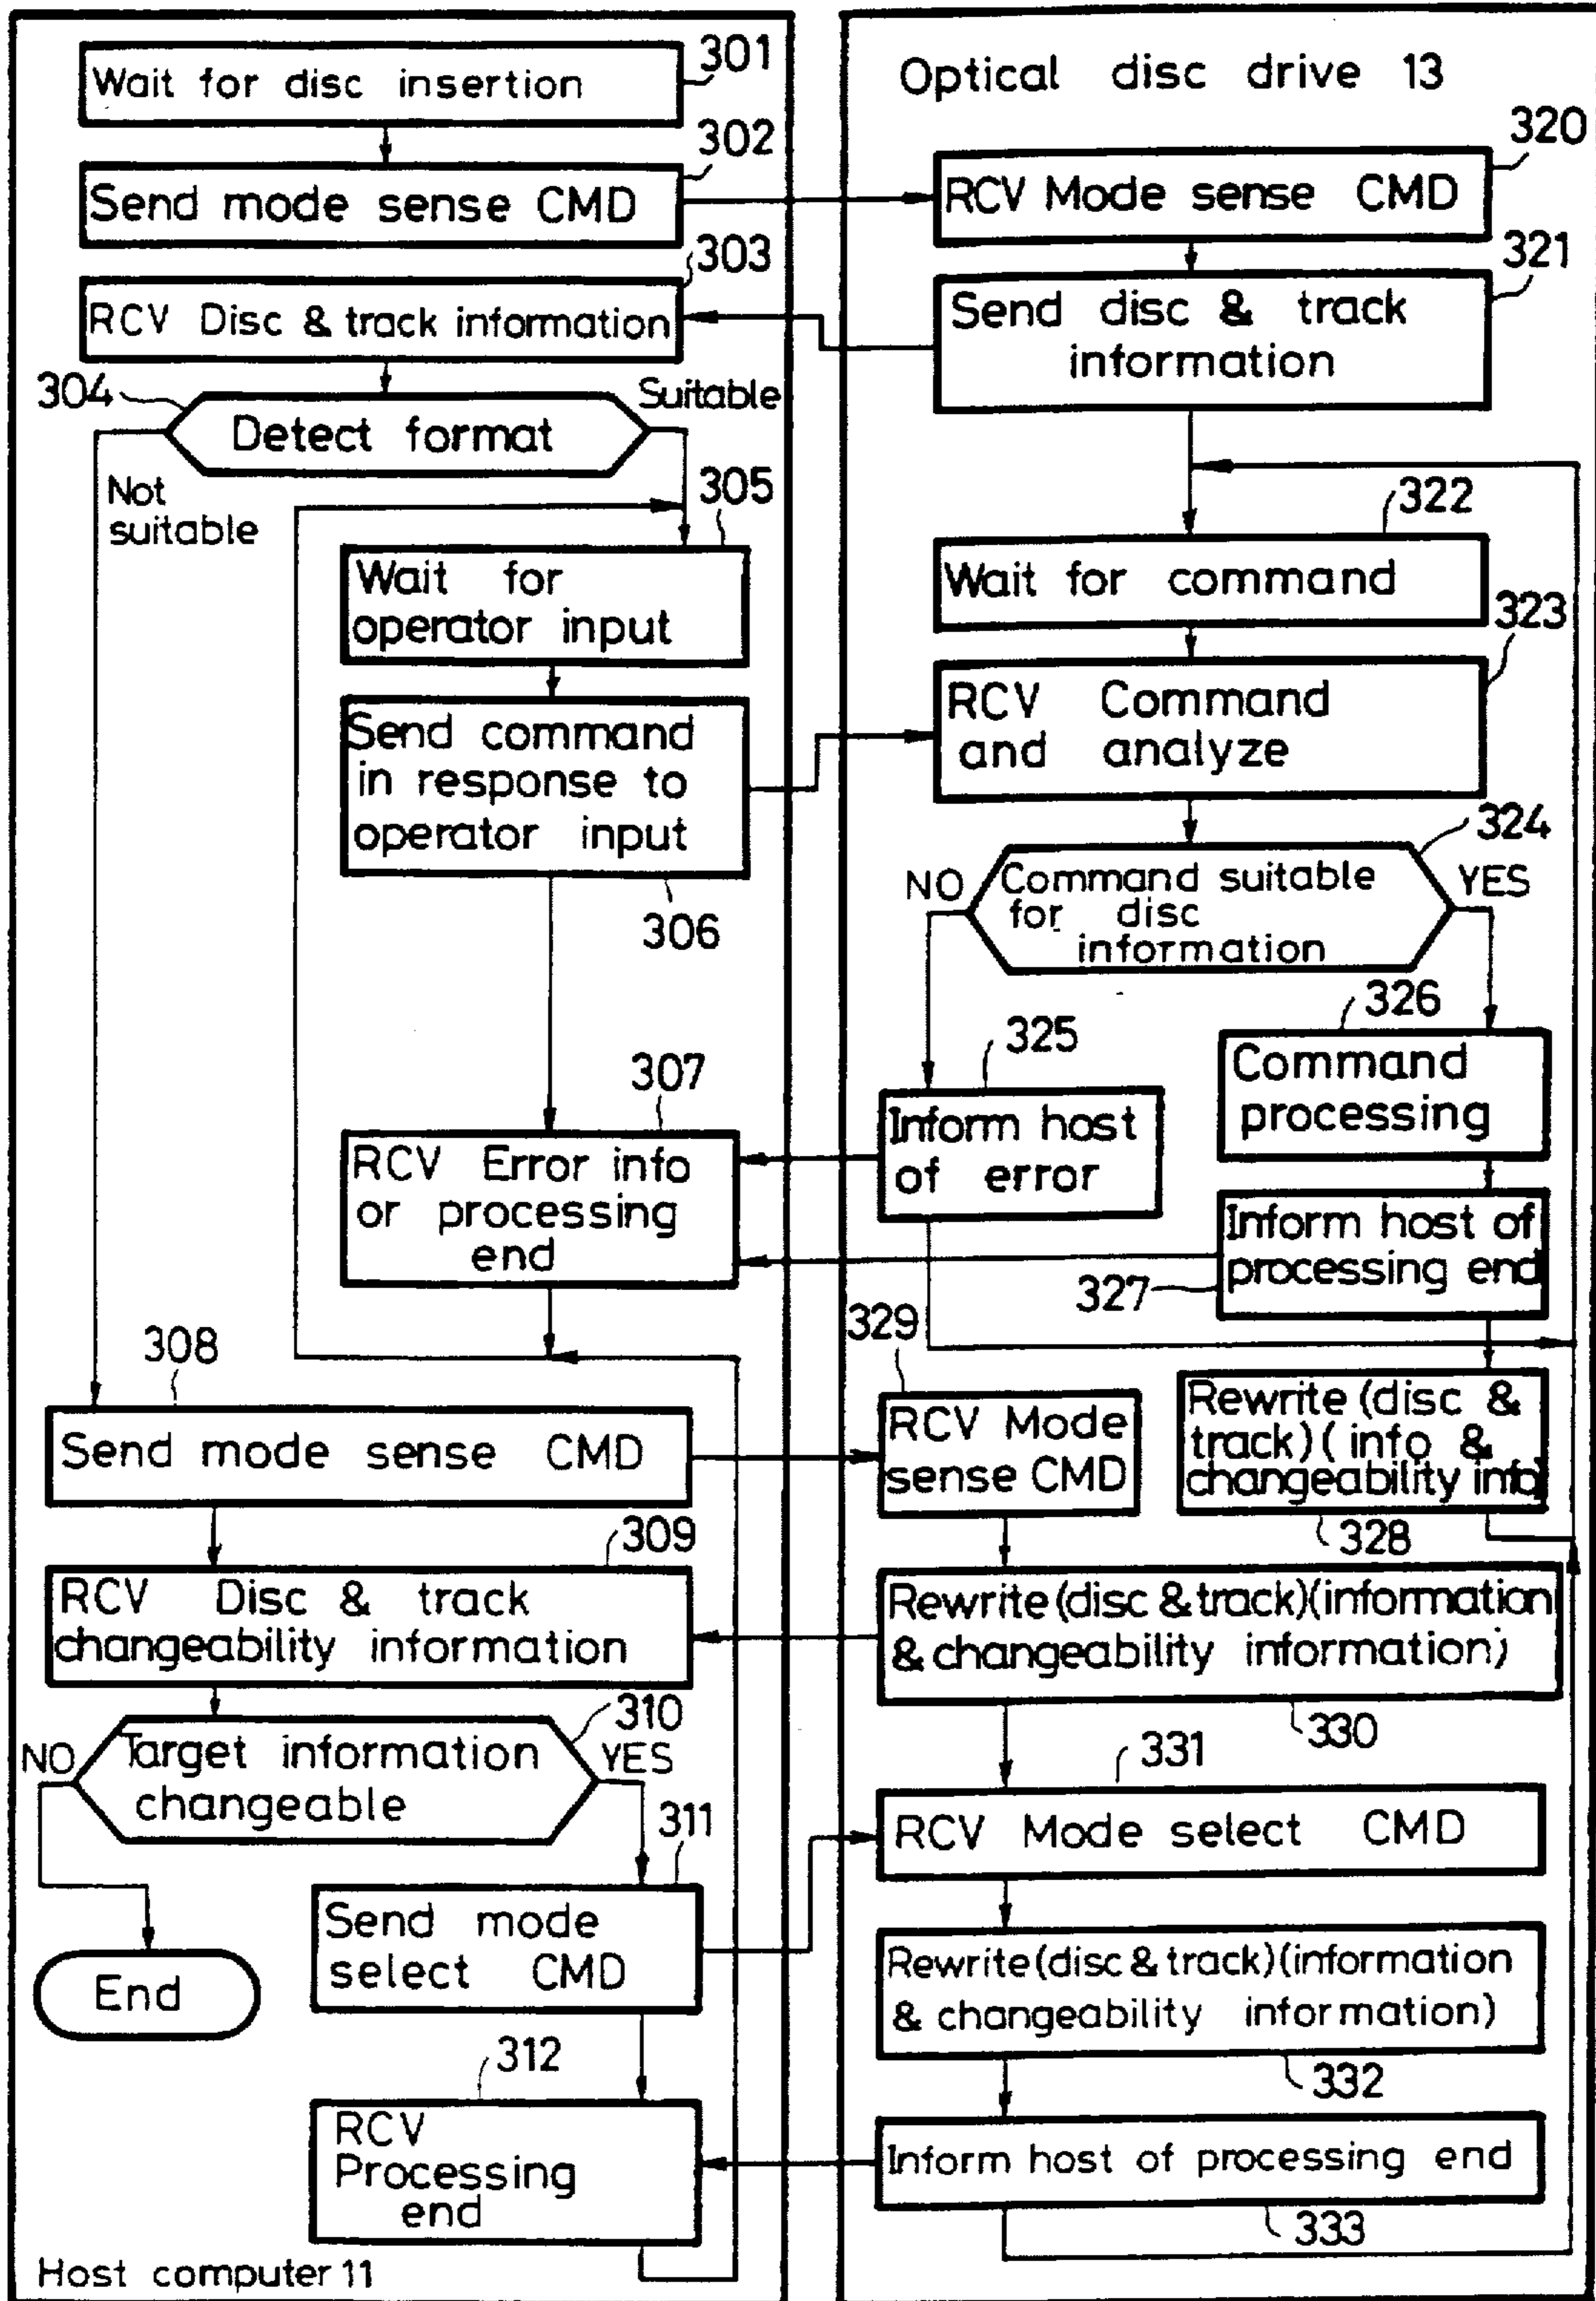 301
Wait for disc insertion
302
Send mode sense CMD
303
RCV Disc & track information
304
Suitable
Detect format
Not
suitable
305
Wait for
operator input
Send command
in response to
operator input
306
307
RCV Error info
or processing
end
308
Send mode sense CMD
309
RCV Disc & track
changeability information
310
NO
Target information
changeable
YES
311
Send mode
select CMD
End
312
RCV
Processing
end
Host computer 11
Optical disc drive 13
320
RCV Mode sense CMD
321
Send disc & track
information
322
Wait for command
323
RCV Command
and analyze
324
NO
Command suitable
for disc
information
YES
326
Command
processing
325
Inform host
of error
Inform host of
processing end
327
329
RCV Mode
sense CMD
Rewrite (disc &
track) ( info &
changeability info)
328
Rewrite (disc & track)(information
& changeability information)
330
331
RCV Mode select CMD
Rewrite (disc & track)(information
& changeability information)
332
Inform host of processing end
333